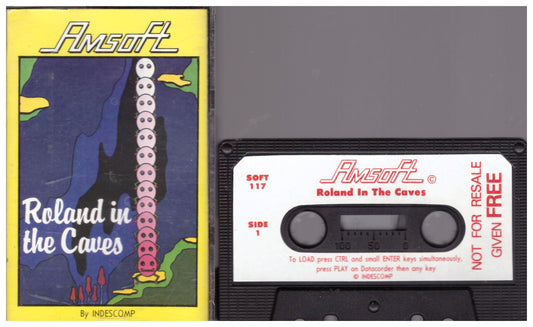 Amsoft
Roland in
the Caves
By INDESCOMP
SOFT
117
Amsoft ©
Roland In The Caves
SIDE
1
100 50 0
To LOAD press CTRL and small ENTER keys simultaneously,
press PLAY on Datacorder then any key
© INDESCOMP
NOT FOR RESALE
GIVEN FREE